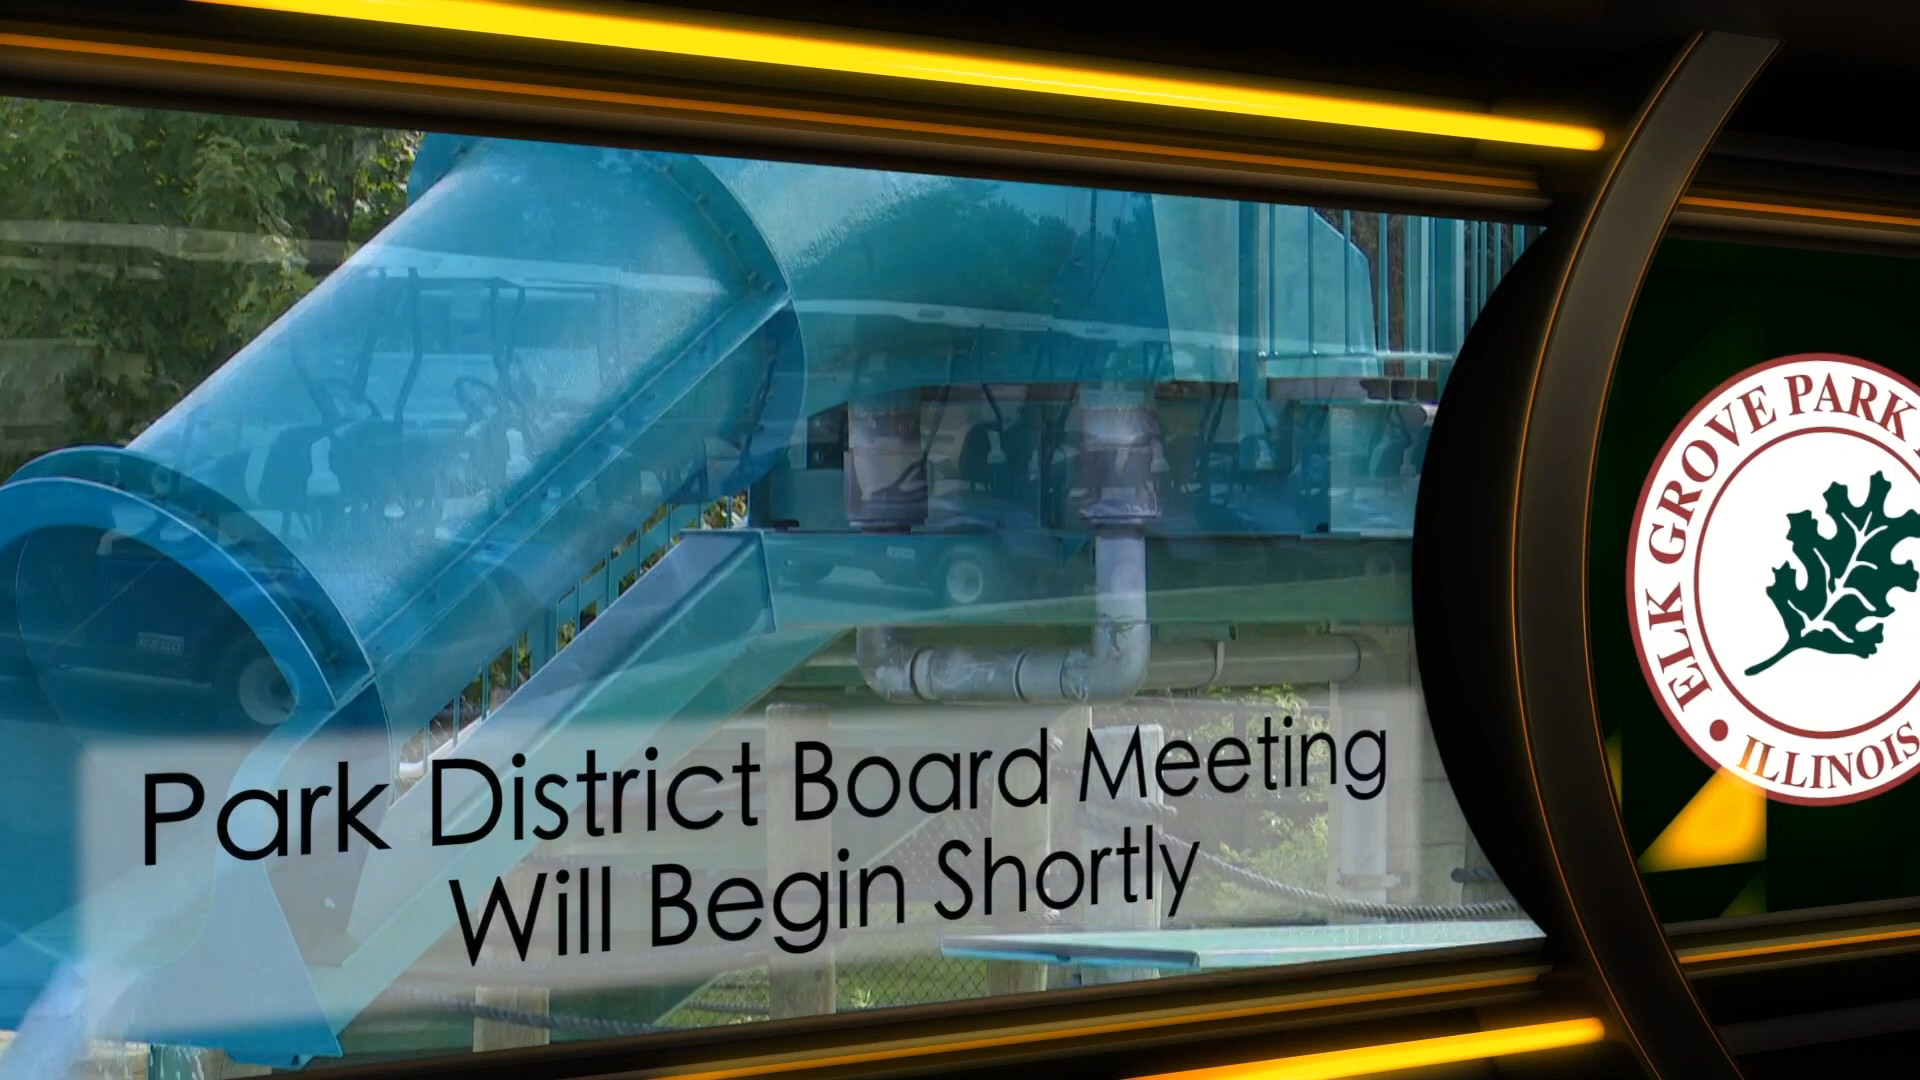 Park District Board Meeting
Will Begin Shortly
ELK GROVE PARK
ILLINOIS